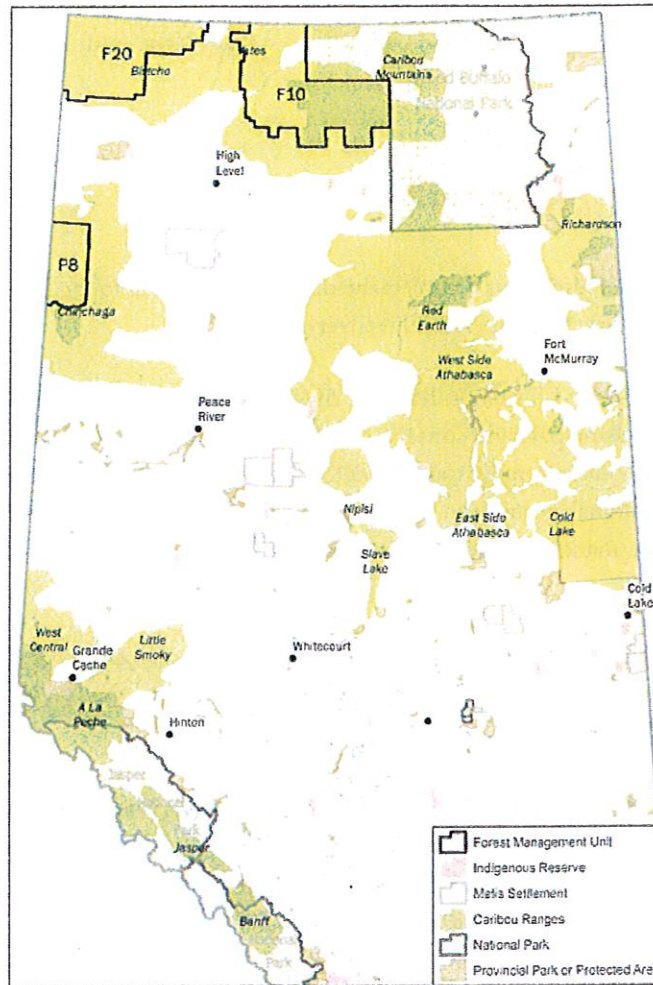 F20
Bistcho
Yates
F10
Caribou
Mountains
Buffalo
National Park
High
Level
P8
Chinchaga
Richardson
Red
Earth
West Side
Athabasca
Fort
McMurray
Peace
River
Nipisi
Slave
Lake
East Side
Athabasca
Cold
Lake
Cold
Lake
West
Central
Little
Smoky
Grande
Cache
Whitecourt
A La
Peche
Hinton
Jasper
Park
Jasper
Banff
Park
Forest Management Unit
Indigenous Reserve
Metis Settlement
Caribou Ranges
National Park
Provincial Park or Protected Area